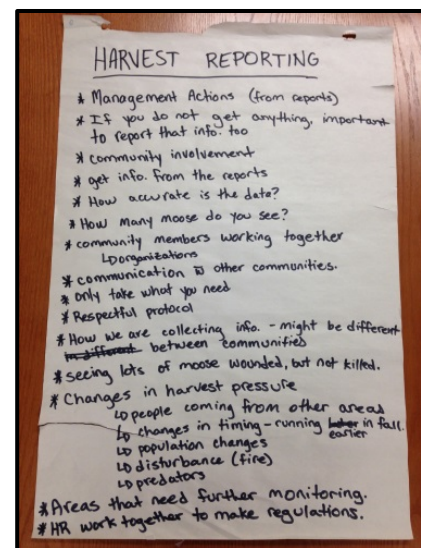 HARVEST REPORTING
* Management Actions (from reports)
* If you do not get anything, important
to report that info. too
* community involvement
* get info. from the reports
* How accurate is the date?
* How many moose do you see?
* community members working together
↳ organizations
* communication w other communities.
* only take what you need
* Respectful protocol
* How we are collecting info. - might be different
in different between communities
* seeing lots of moose wounded, but not killed.
* Changes in harvest pressure
↳ people coming from other areas
↳ changes in timing - running later in fall.
earlier
↳ population changes
↳ disturbance (fire)
↳ predators
* Areas that need further monitoring.
* HR work together to make regulations.